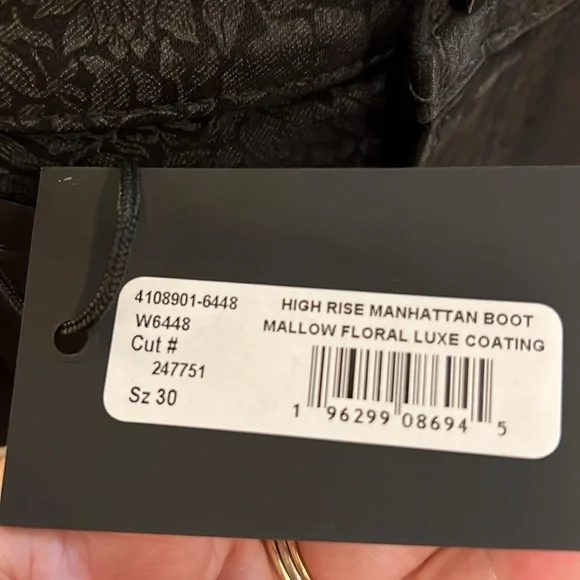 4108901-6448
W6448
Cut #
247751
Sz 30
HIGH RISE MANHATTAN BOOT
MALLOW FLORAL LUXE COATING
1 96299 08694 5